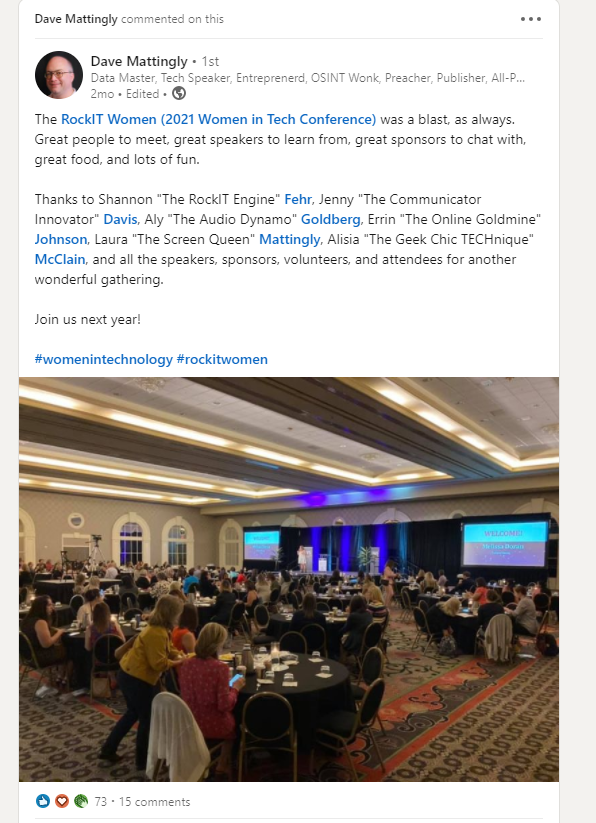 Dave Mattingly commented on this
Dave Mattingly • 1st
Data Master, Tech Speaker, Entreprenerd, OSINT Wonk, Preacher, Publisher, All-P...
2mo • Edited •
The RockIT Women (2021 Women in Tech Conference) was a blast, as always.
Great people to meet, great speakers to learn from, great sponsors to chat with,
great food, and lots of fun.
Thanks to Shannon "The RockIT Engine" Fehr, Jenny "The Communicator
Innovator" Davis, Aly "The Audio Dynamo" Goldberg, Errin "The Online Goldmine"
Johnson, Laura "The Screen Queen" Mattingly, Alisia "The Geek Chic TECHnique"
McClain, and all the speakers, sponsors, volunteers, and attendees for another
wonderful gathering.
Join us next year!
#womenintechnology #rockitwomen
WELCOME!
WELCOME!
73 • 15 comments